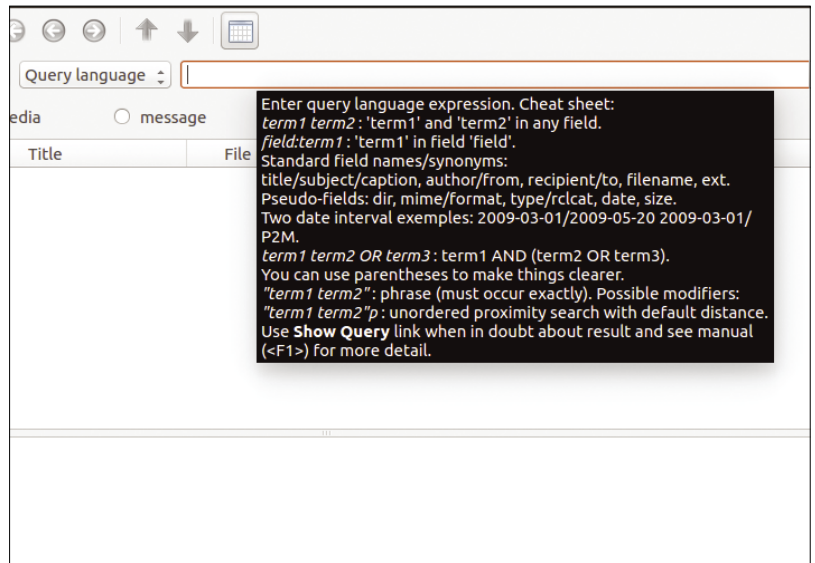 Query language
edia
message
Title
File
Enter query language expression. Cheat sheet:
term1 term2 : 'term1' and 'term2' in any field.
field:term1 : 'term1' in field 'field'.
Standard field names/synonyms:
title/subject/caption, author/from, recipient/to, filename, ext.
Pseudo-fields: dir, mime/format, type/rclcat, date, size.
Two date interval exemples: 2009-03-01/2009-05-20 2009-03-01/
P2M.
term1 term2 OR term3 : term1 AND (term2 OR term3).
You can use parentheses to make things clearer.
"term1 term2" : phrase (must occur exactly). Possible modifiers:
"term1 term2"p : unordered proximity search with default distance.
Use Show Query link when in doubt about result and see manual
(<F1>) for more detail.